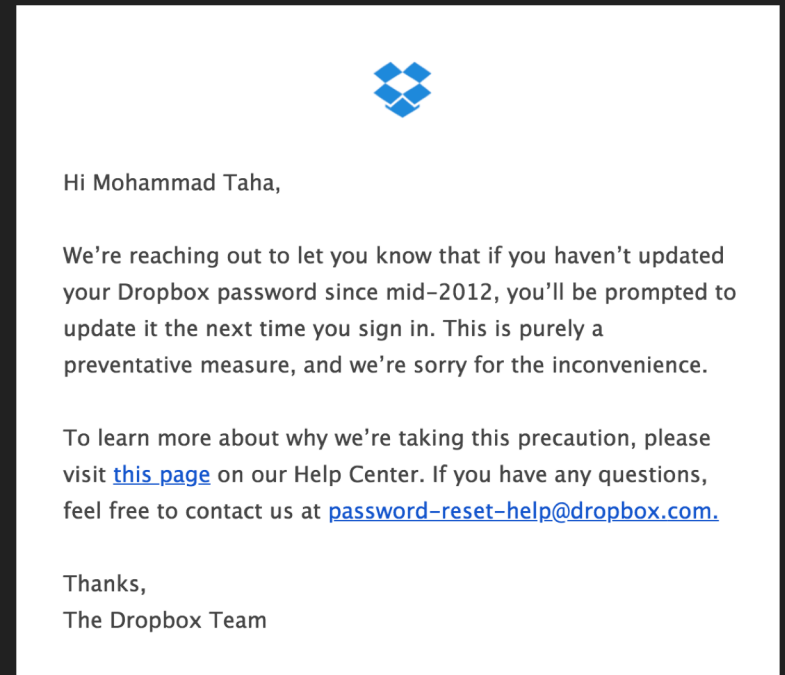 Hi Mohammad Taha,
We’re reaching out to let you know that if you haven’t updated
your Dropbox password since mid-2012, you’ll be prompted to
update it the next time you sign in. This is purely a
preventative measure, and we’re sorry for the inconvenience.
To learn more about why we’re taking this precaution, please
visit this page on our Help Center. If you have any questions,
feel free to contact us at password-reset-help@dropbox.com.
Thanks,
The Dropbox Team